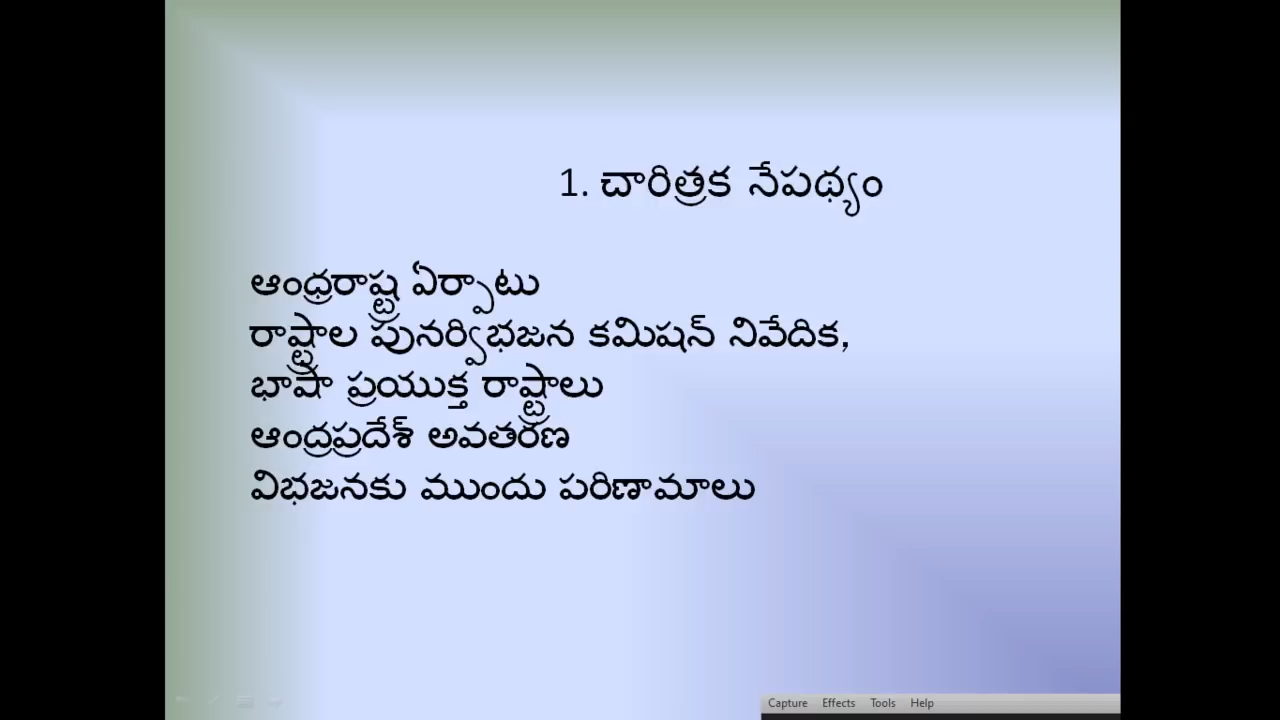 1. చారిత్రక నేపథ్యం
ఆంధ్రరాష్ట్ర ఏర్పాటు
రాష్ట్రాల పునర్విభజన కమిషన్ నివేదిక,
భాషా ప్రయుక్త రాష్ట్రాలు
ఆంద్రప్రదేశ్ అవతరణ
విభజనకు ముందు పరిణామాలు
Capture Effects Tools Help